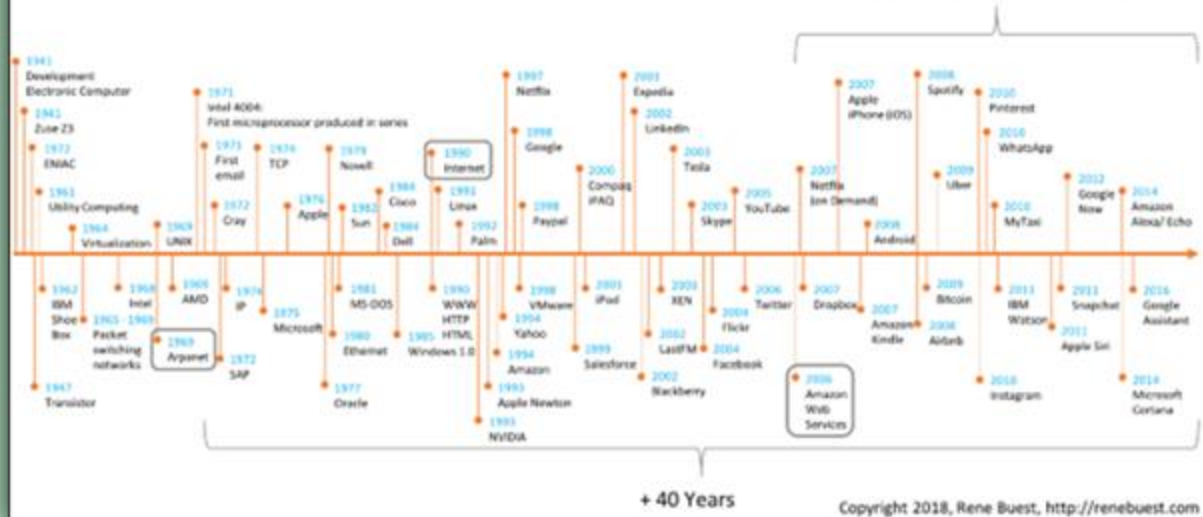 1941
Development
Electronic Computer
1941
Zuse Z3
1972
ENIAC
1961
Utility Computing
1964
Virtualization
1969
UNIX
1971
Intel 4004:
First microprocessor produced in series
1971
First
email
1972
Cray
1974
TCP
1976
Apple
1979
Novell
1982
Sun
1984
Cisco
1984
Dell
1990
Internet
1991
Linux
1992
Palm
1997
Netflix
1998
Google
1998
Paypal
2000
Compaq
iPAQ
2001
Expedia
2002
LinkedIn
2003
Tesla
2003
Skype
2005
YouTube
2007
Netflix
(on Demand)
2007
Apple
iPhone (iOS)
2008
Android
2008
Spotify
2009
Uber
2010
Pinterest
2010
WhatsApp
2010
MyTaxi
2012
Google
Now
2014
Amazon
Alexa/ Echo
1962
IBM
Shoe
Box
1965 - 1969
Packet
switching
networks
1947
Transistor
1968
Intel
1969
AMD
1969
Arpanet
1974
IP
1972
SAP
1975
Microsoft
1981
MS-DOS
1980
Ethernet
1977
Oracle
1985
Windows 1.0
1990
WWW
HTTP
HTML
1998
VMware
1994
Yahoo
1994
Amazon
1993
Apple Newton
1993
NVIDIA
2001
iPod
1999
Salesforce
2003
XEN
2002
LastFM
2002
Blackberry
2004
Flickr
2004
Facebook
2006
Twitter
2007
Dropbox
2006
Amazon
Web
Services
2007
Amazon
Kindle
2009
Bitcoin
2008
Airbnb
2011
IBM
Watson
2010
Instagram
2011
Snapchat
2011
Apple Siri
2016
Google
Assistant
2014
Microsoft
Cortana
+ 40 Years
Copyright 2018, Rene Buest, http://renebuest.com